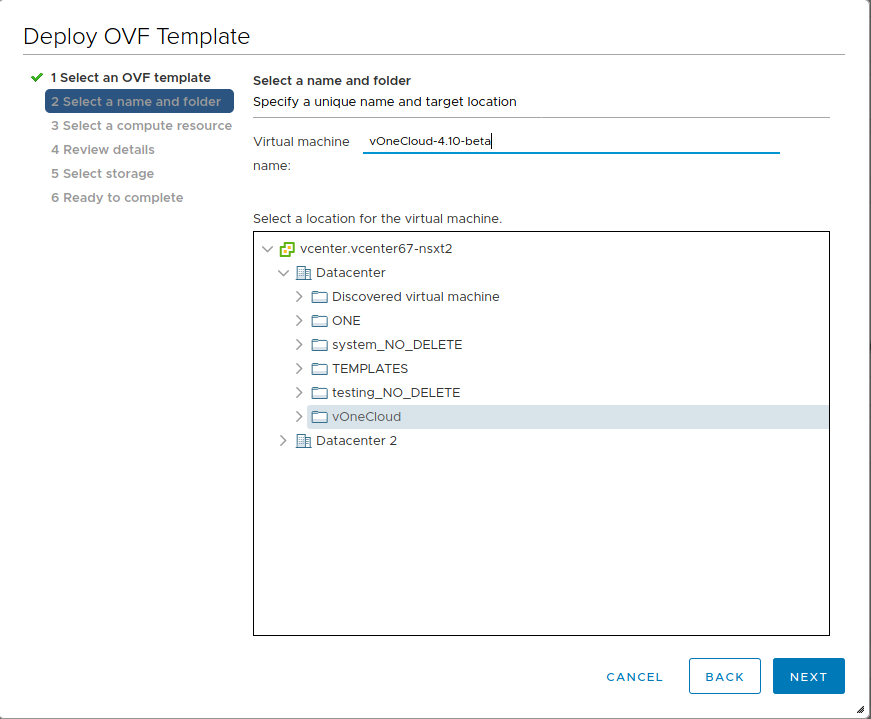 Deploy OVF Template
1 Select an OVF template
2 Select a name and folder
3 Select a compute resource
4 Review details
5 Select storage
6 Ready to complete
Select a name and folder
Specify a unique name and target location
Virtual machine
name:
vOneCloud-4.10-beta
Select a location for the virtual machine.
vcenter.vcenter67-nsxt2
Datacenter
Discovered virtual machine
ONE
system_NO_DELETE
TEMPLATES
testing_NO_DELETE
vOneCloud
Datacenter 2
CANCEL
BACK
NEXT